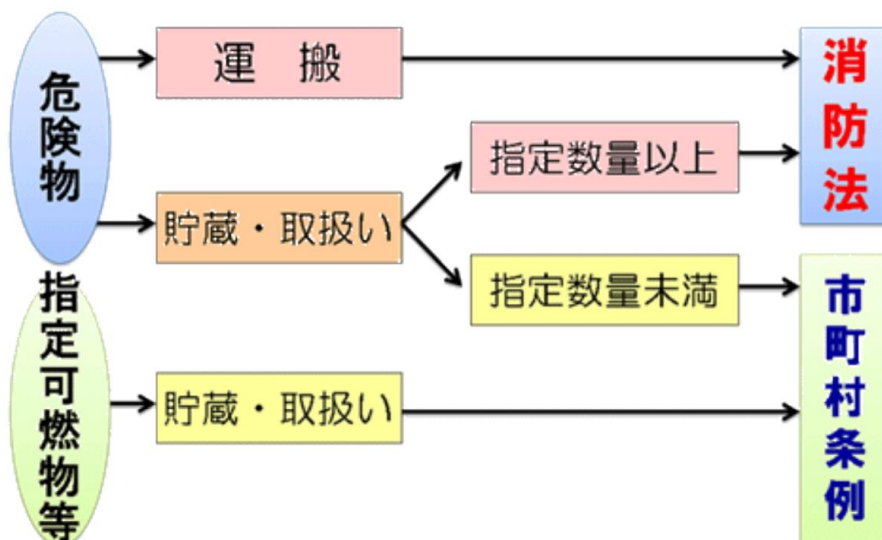 危険物
運　搬
消防法
指定数量以上
貯蔵・取扱い
指定数量未満
市町村条例
指定可燃物等
貯蔵・取扱い